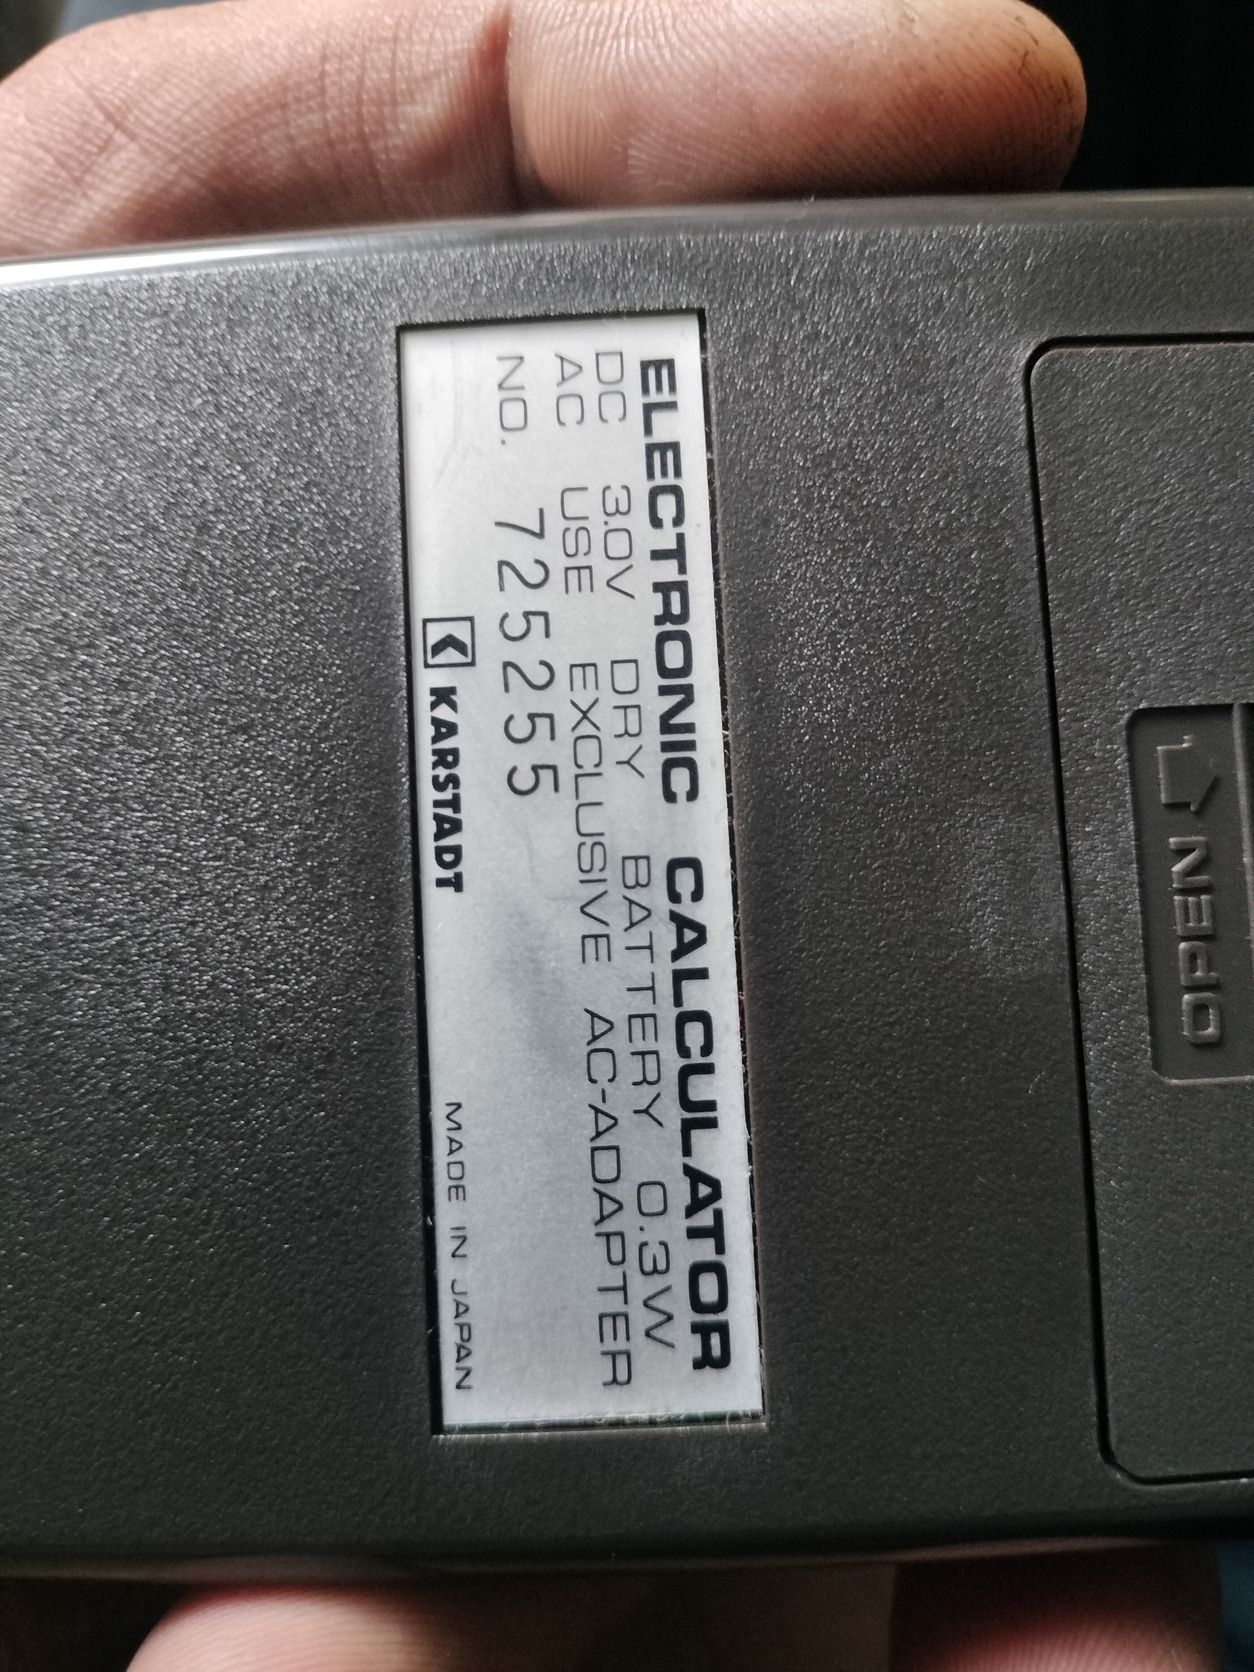 ELECTRONIC CALCULATOR
DC 3.0V DRY BATTERY 0.3W
AC USE EXCLUSIVE AC-ADAPTER
NO. 725255
KARSTADT
MADE IN JAPAN
OPEN